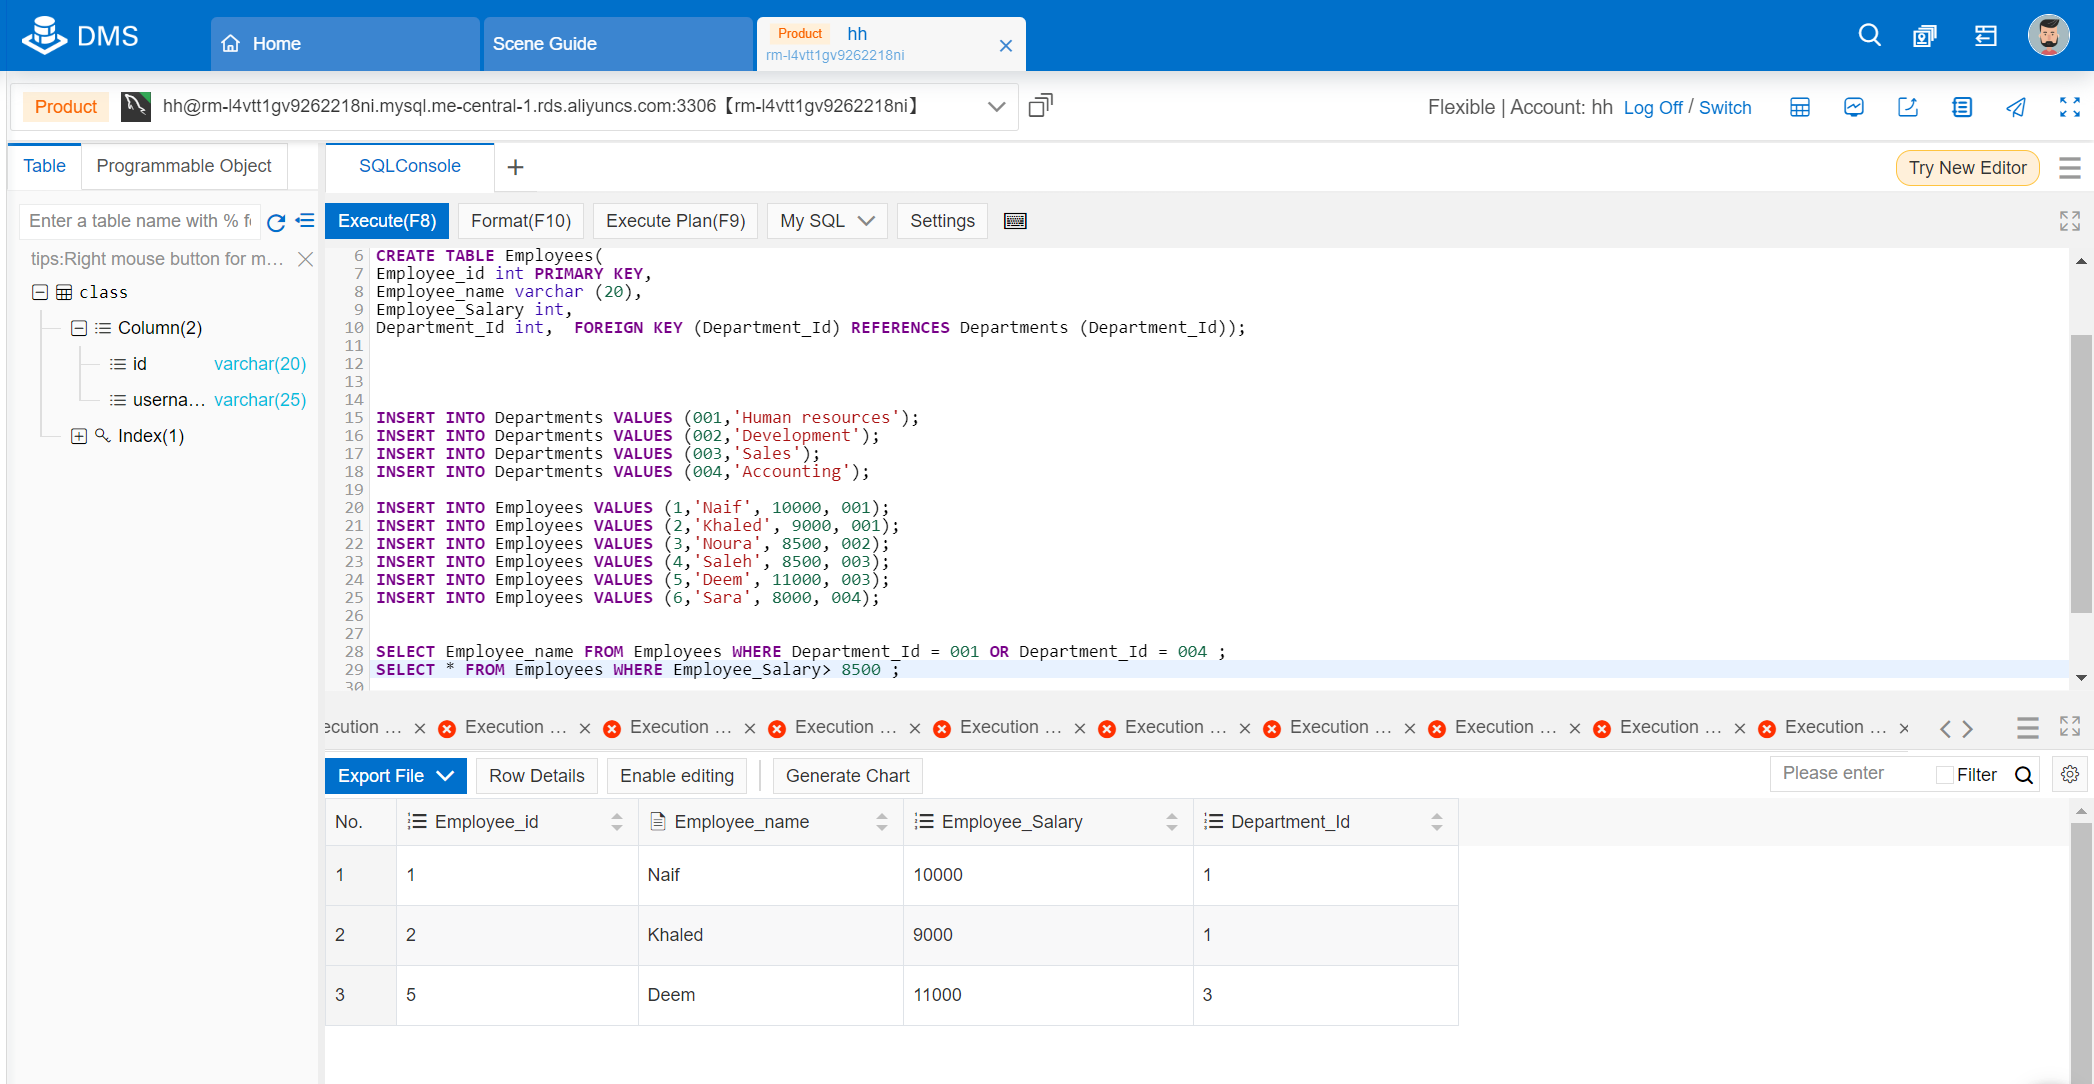 DMS
Home
Scene Guide
Product hh
rm-l4vtt1gv9262218ni
Product
hh@rm-l4vtt1gv9262218ni.mysql.me-central-1.rds.aliyuncs.com:3306【rm-l4vtt1gv9262218ni】
Flexible | Account: hh Log Off / Switch
Table
Programmable Object
SQLConsole
+
Try New Editor
Enter a table name with % f
tips:Right mouse button for m...
class
Column(2)
id varchar(20)
userna... varchar(25)
Index(1)
Execute(F8)
Format(F10)
Execute Plan(F9)
My SQL
Settings
6 CREATE TABLE Employees(
7 Employee_id int PRIMARY KEY,
8 Employee_name varchar (20),
9 Employee_Salary int,
10 Department_Id int,  FOREIGN KEY (Department_Id) REFERENCES Departments (Department_Id));
11
12
13
14
15 INSERT INTO Departments VALUES (001,'Human resources');
16 INSERT INTO Departments VALUES (002,'Development');
17 INSERT INTO Departments VALUES (003,'Sales');
18 INSERT INTO Departments VALUES (004,'Accounting');
19
20 INSERT INTO Employees VALUES (1,'Naif', 10000, 001);
21 INSERT INTO Employees VALUES (2,'Khaled', 9000, 001);
22 INSERT INTO Employees VALUES (3,'Noura', 8500, 002);
23 INSERT INTO Employees VALUES (4,'Saleh', 8500, 003);
24 INSERT INTO Employees VALUES (5,'Deem', 11000, 003);
25 INSERT INTO Employees VALUES (6,'Sara', 8000, 004);
26
27
28 SELECT Employee_name FROM Employees WHERE Department_Id = 001 OR Department_Id = 004 ;
29 SELECT * FROM Employees WHERE Employee_Salary> 8500 ;
30
ecution ... Execution ... Execution ... Execution ... Execution ... Execution ... Execution ... Execution ... Execution ... Execution ...
Export File
Row Details
Enable editing
Generate Chart
Please enter
Filter
No. Employee_id Employee_name Employee_Salary Department_Id
1 1 Naif 10000 1
2 2 Khaled 9000 1
3 5 Deem 11000 3